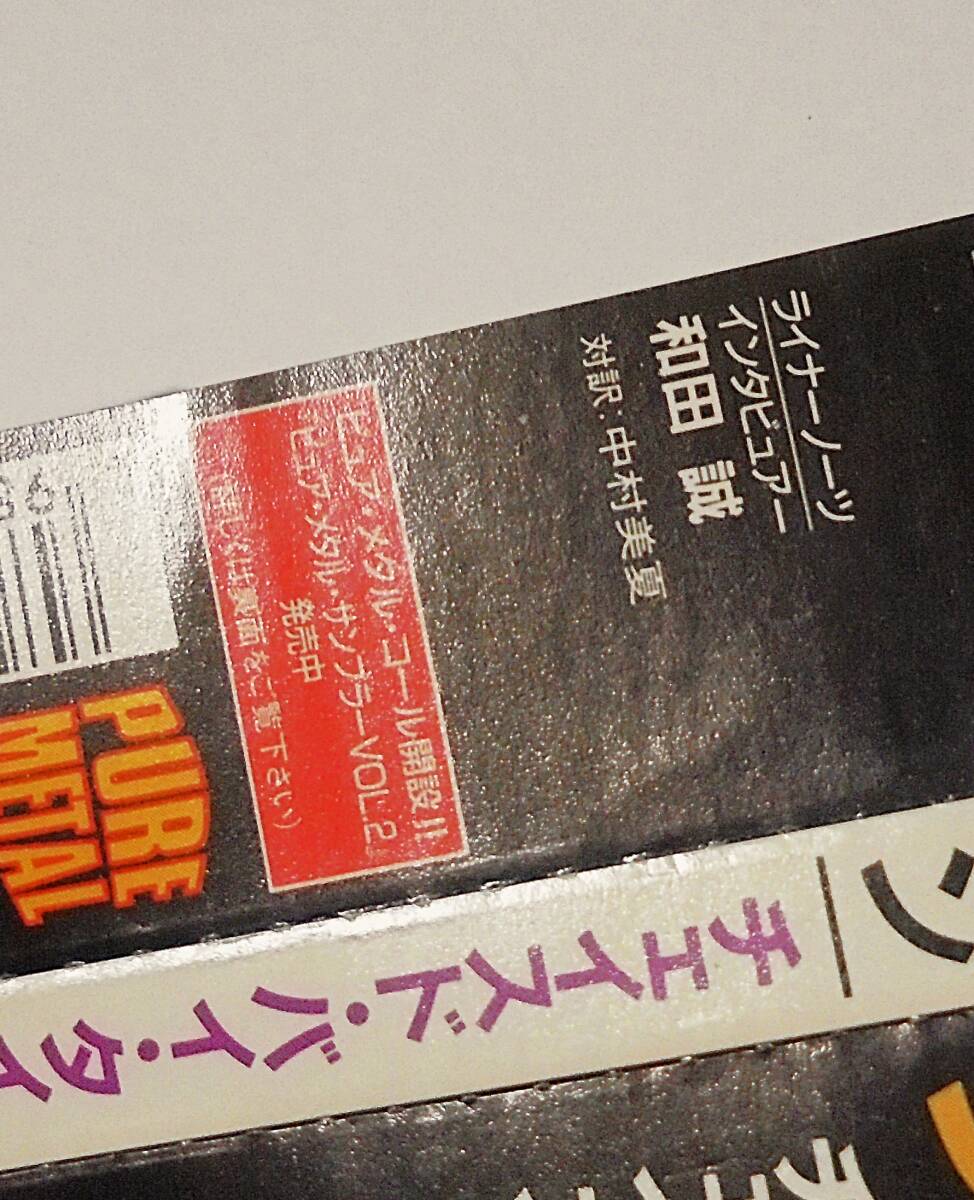 ライナーノーツ
インタビュアー
和田 誠
対訳:中村美夏
ピュア・メタル・コール開設!!
ピュア・メタル・サンプラーVOL.2
発売中
(詳しくは裏面をご覧下さい)
PURE
METAL
チェイスド・バイ・